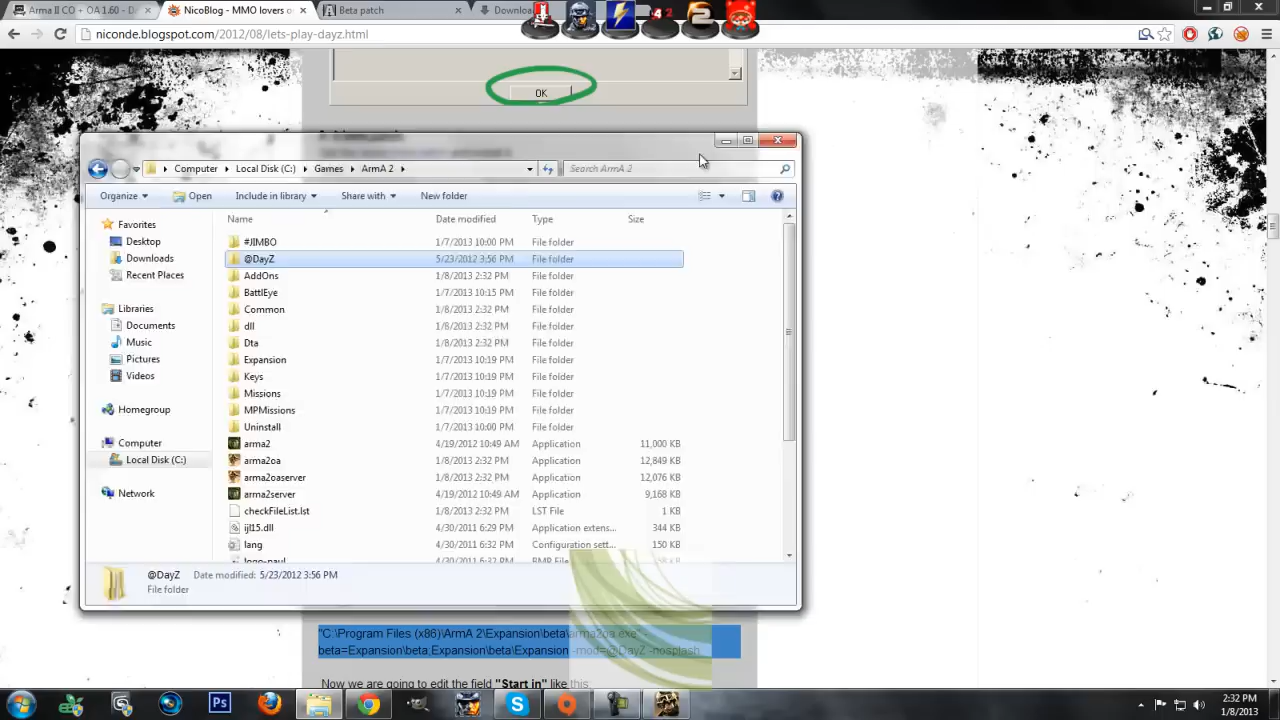 Arma II CO + OA 1.60 - D
NicoBlog - MMO lovers o
Beta patch
Downloa
niconde.blogspot.com/2012/08/lets-play-dayz.html
OK
Computer Local Disk (C:) Games ArmA 2
Search ArmA 2
Organize Open Include in library Share with New folder
Name Date modified Type Size
Favorites
Desktop
Downloads
Recent Places
Libraries
Documents
Music
Pictures
Videos
Homegroup
Computer
Local Disk (C:)
Network
#JIMBO 1/7/2013 10:00 PM File folder
@DayZ 5/23/2012 3:56 PM File folder
AddOns 1/8/2013 2:32 PM File folder
BattlEye 1/7/2013 10:15 PM File folder
Common 1/8/2013 2:32 PM File folder
dll 1/8/2013 2:32 PM File folder
Dta 1/8/2013 2:32 PM File folder
Expansion 1/7/2013 10:19 PM File folder
Keys 1/7/2013 10:19 PM File folder
Missions 1/7/2013 10:19 PM File folder
MPMissions 1/7/2013 10:19 PM File folder
Uninstall 1/7/2013 10:00 PM File folder
arma2 4/19/2012 10:49 AM Application 11,000 KB
arma2oa 1/8/2013 2:32 PM Application 12,849 KB
arma2oaserver 1/8/2013 2:32 PM Application 12,076 KB
arma2server 4/19/2012 10:49 AM Application 9,168 KB
checkFileList.lst 1/8/2013 2:32 PM LST File 1 KB
ijl15.dll 4/30/2011 6:29 PM Application extens... 344 KB
lang 4/30/2011 6:32 PM Configuration sett... 150 KB
4/30/2011 6:32 PM BMP File
@DayZ Date modified: 5/23/2012 3:56 PM
File folder
"C:\Program Files (x86)\ArmA 2\Expansion\beta\arma2oa.exe" -
beta=Expansion\beta;Expansion\beta\Expansion -mod=@DayZ -nosplash
Now we are going to edit the field "Start in" like this:
2:32 PM
1/8/2013